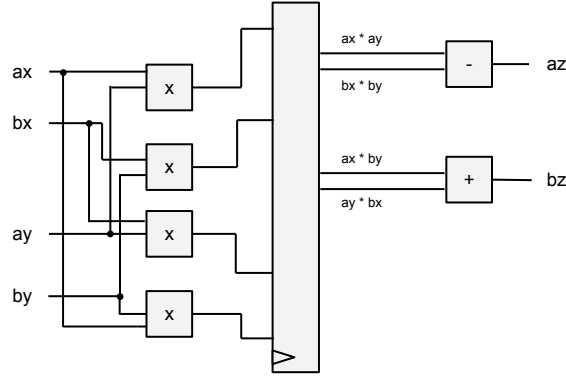 ax
bx
ay
by
x
x
x
x
ax * ay
bx * by
ax * by
ay * bx
-
+
az
bz